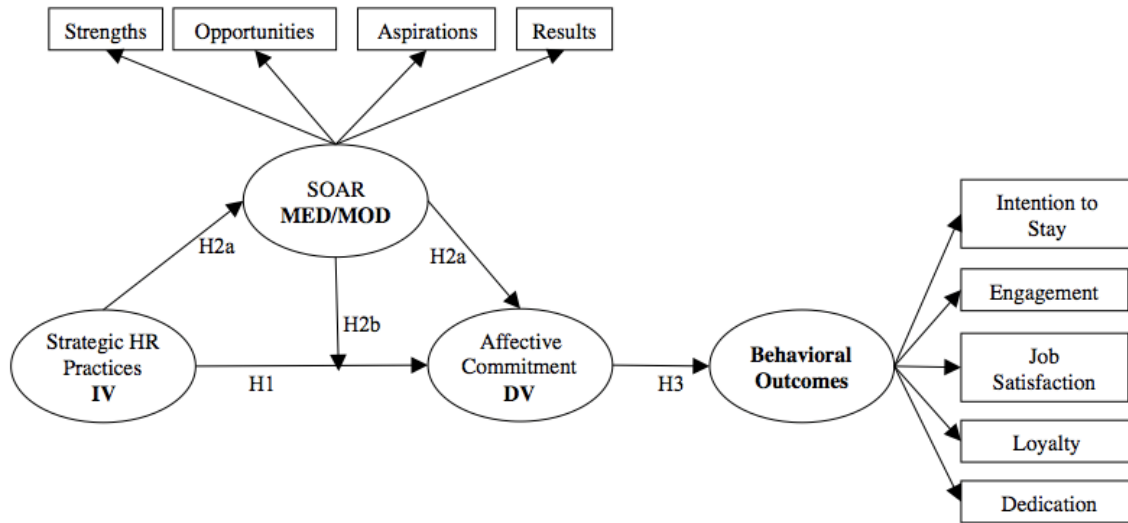 Strengths
Opportunities
Aspirations
Results
SOAR
MED/MOD
H2a
H2a
H2b
Strategic HR
Practices
IV
H1
Affective
Commitment
DV
H3
Behavioral
Outcomes
Intention to
Stay
Engagement
Job
Satisfaction
Loyalty
Dedication